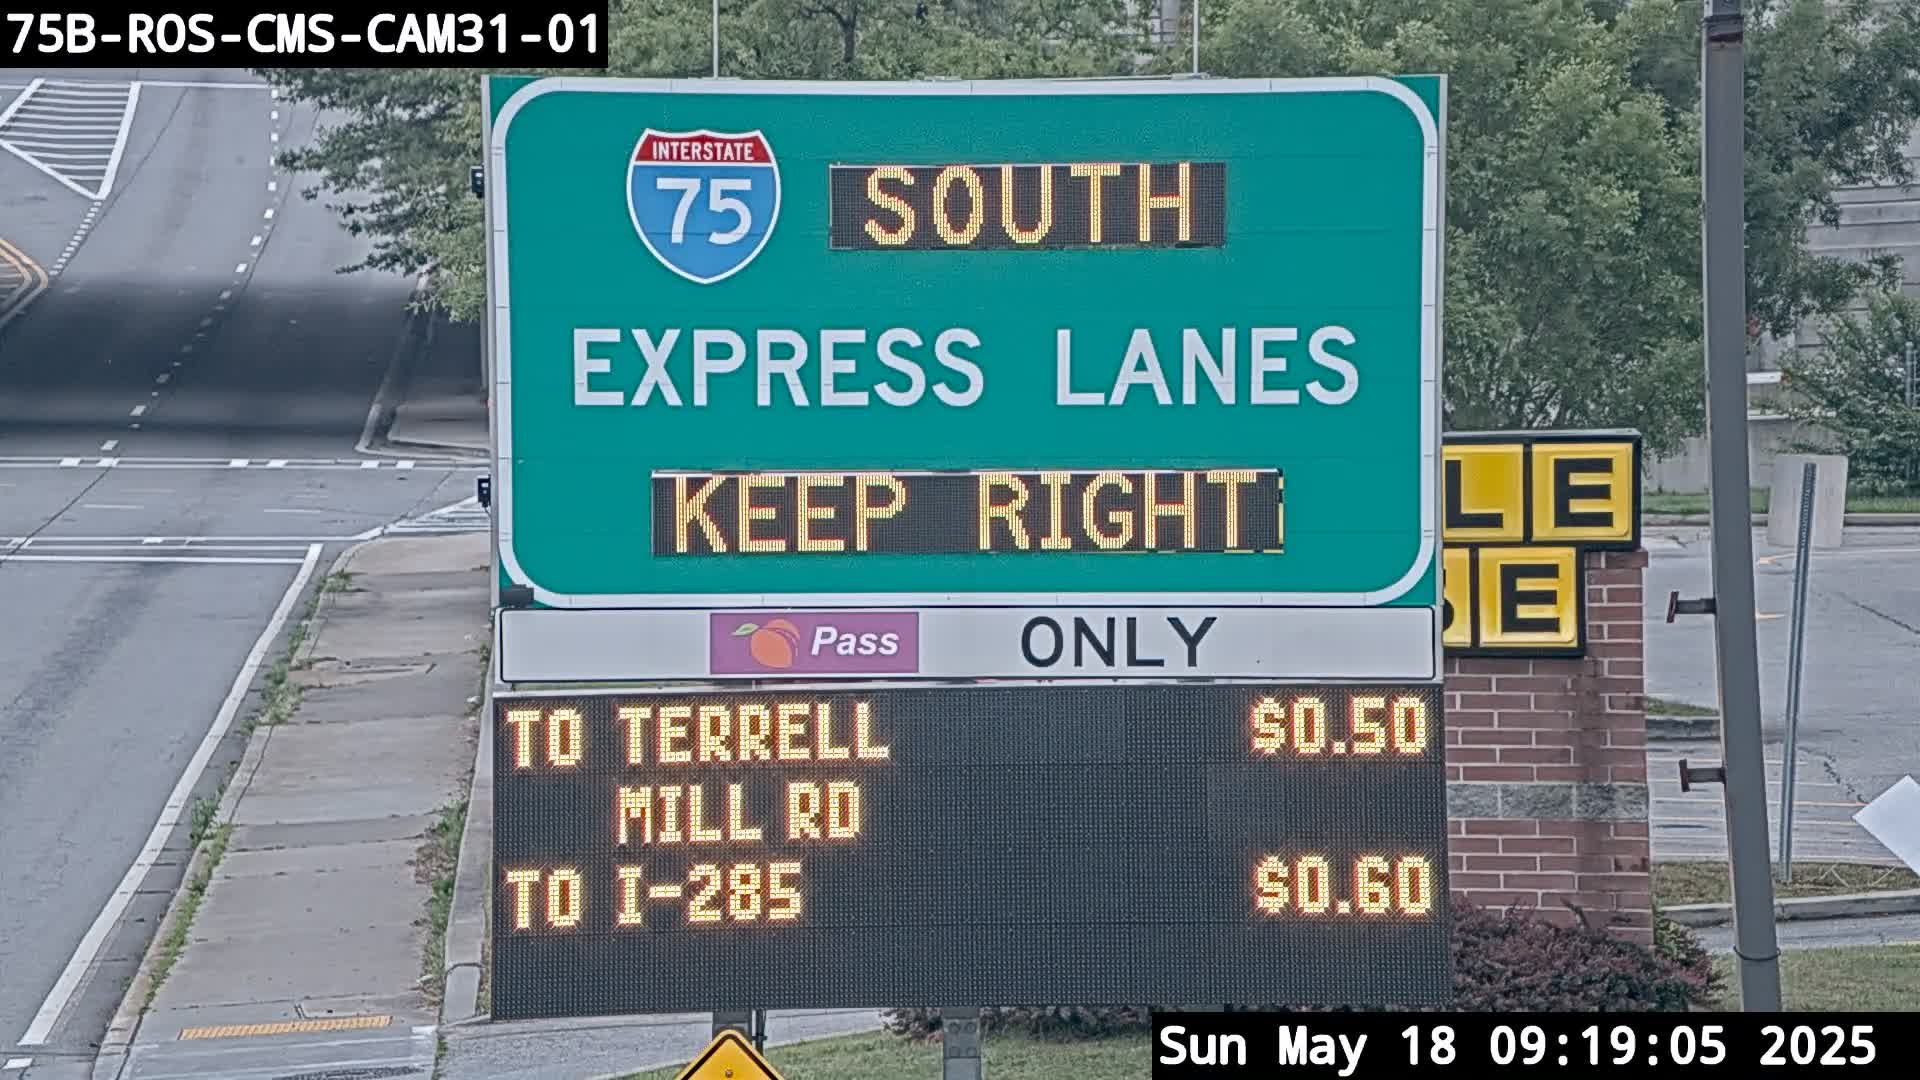 75B-ROS-CMS-CAM31-01
INTERSTATE
75
SOUTH
EXPRESS LANES
KEEP RIGHT
Pass ONLY
TO TERRELL $0.50
MILL RD
TO I-285 $0.60
LE
E
Sun May 18 09:19:05 2025